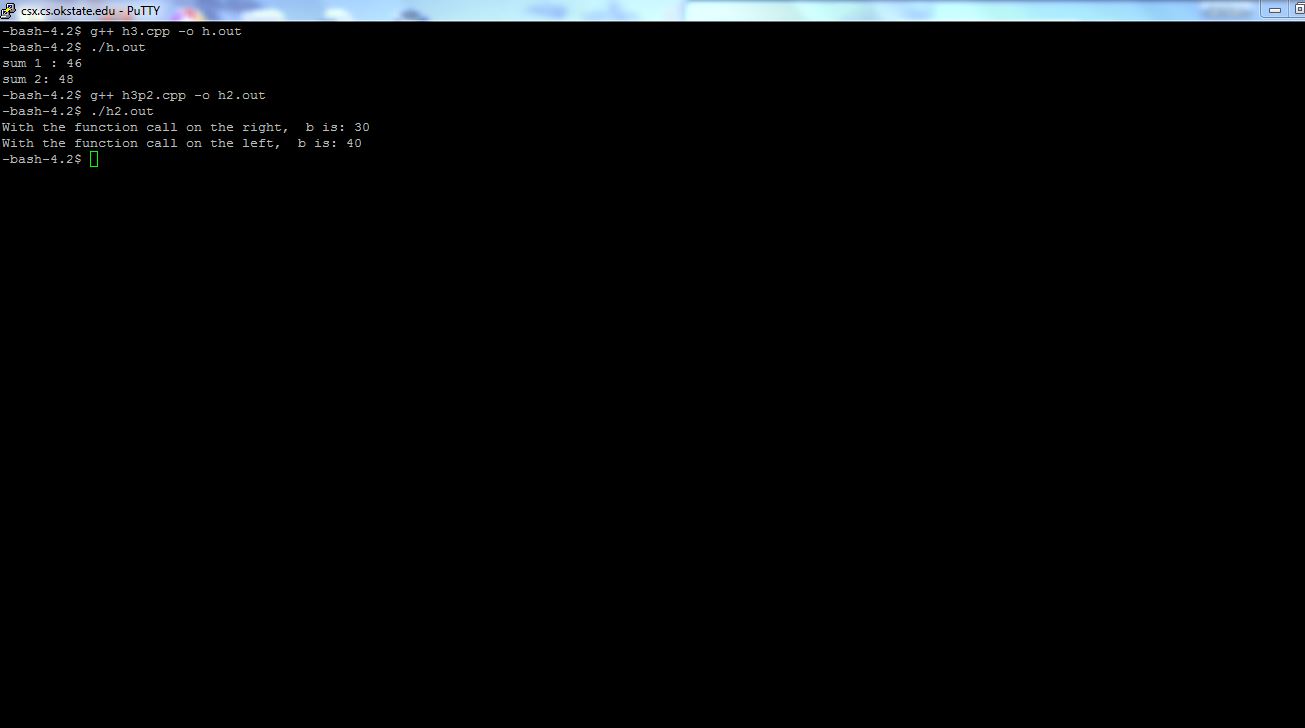 csx.cs.okstate.edu - PuTTY
-bash-4.2$ g++ h3.cpp -o h.out
-bash-4.2$ ./h.out
sum 1 : 46
sum 2: 48
-bash-4.2$ g++ h3p2.cpp -o h2.out
-bash-4.2$ ./h2.out
With the function call on the right,  b is: 30
With the function call on the left,  b is: 40
-bash-4.2$